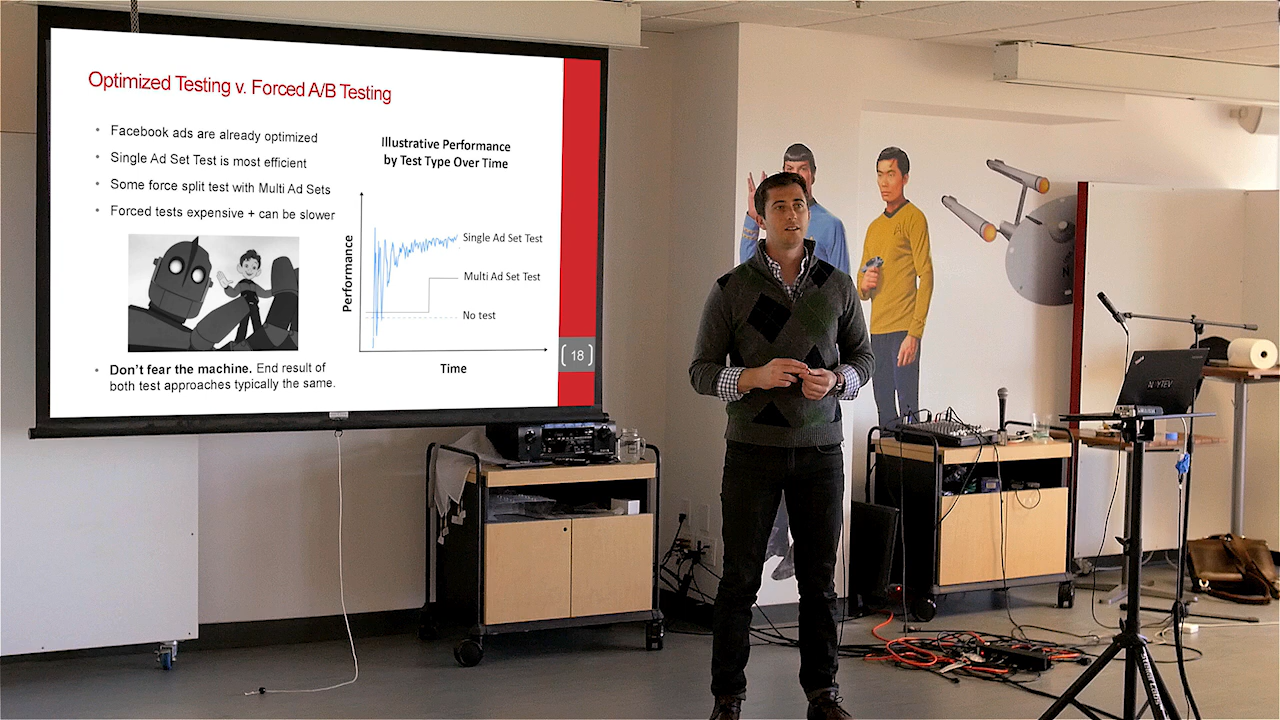 Optimized Testing v. Forced A/B Testing
• Facebook ads are already optimized
• Single Ad Set Test is most efficient
• Some force split test with Multi Ad Sets
• Forced tests expensive + can be slower
Illustrative Performance
by Test Type Over Time
Performance
Single Ad Set Test
Multi Ad Set Test
No test
Time
• Don't fear the machine. End result of
both test approaches typically the same.
18